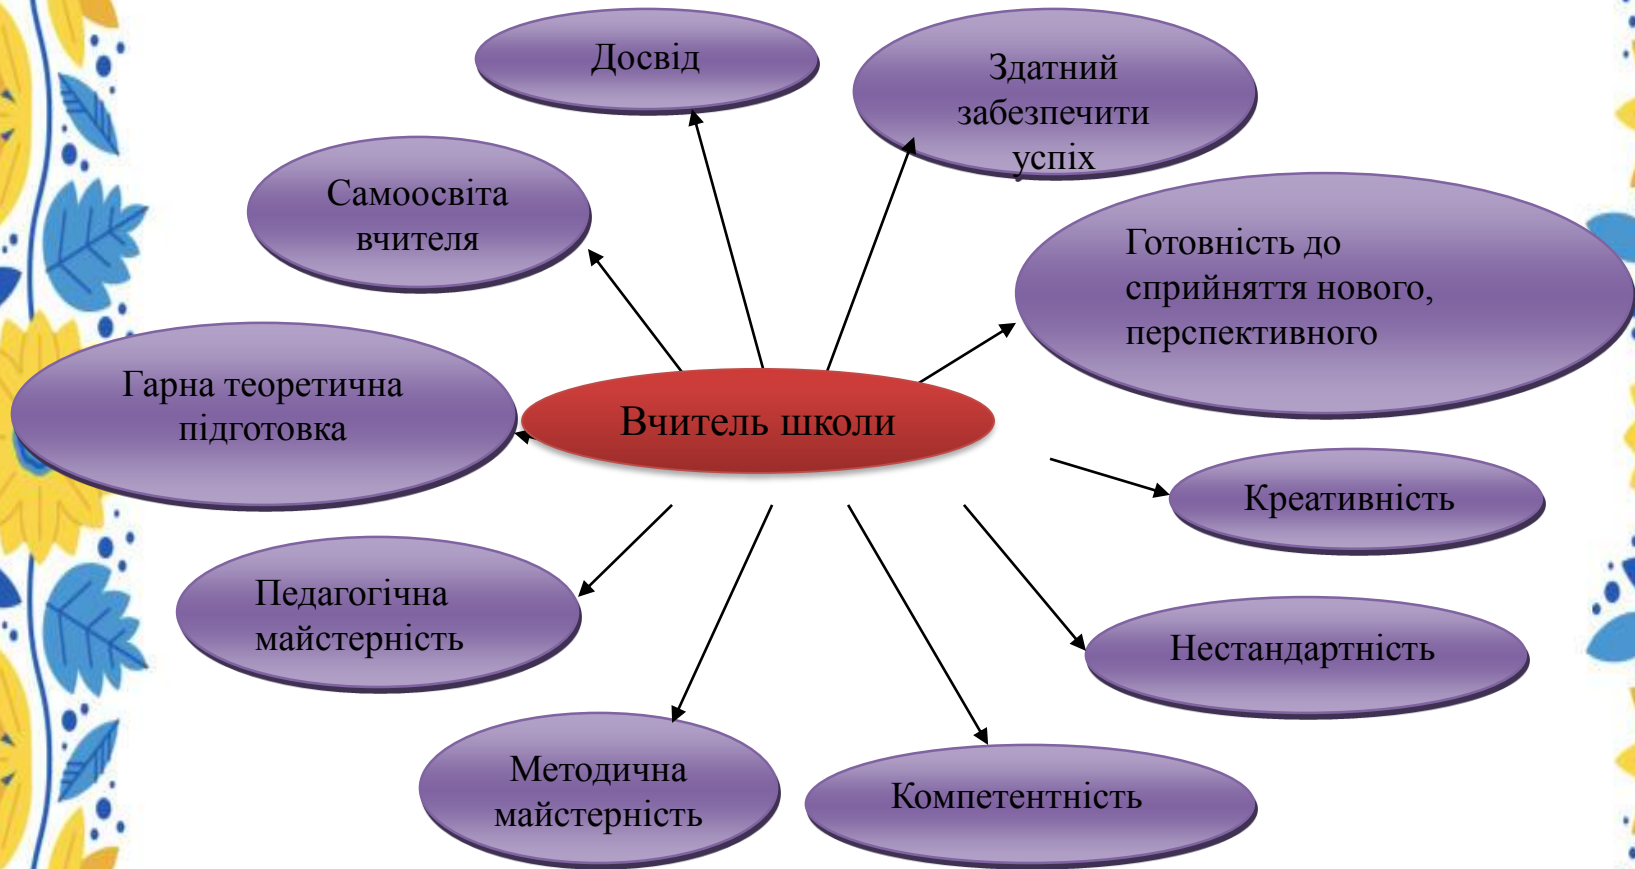 Досвід
Здатний
забезпечити
успіх
Самоосвіта
вчителя
Готовність до
сприйняття нового,
перспективного
Гарна теоретична
підготовка
Вчитель школи
Креативність
Педагогічна
майстерність
Нестандартність
Методична
майстерність
Компетентність